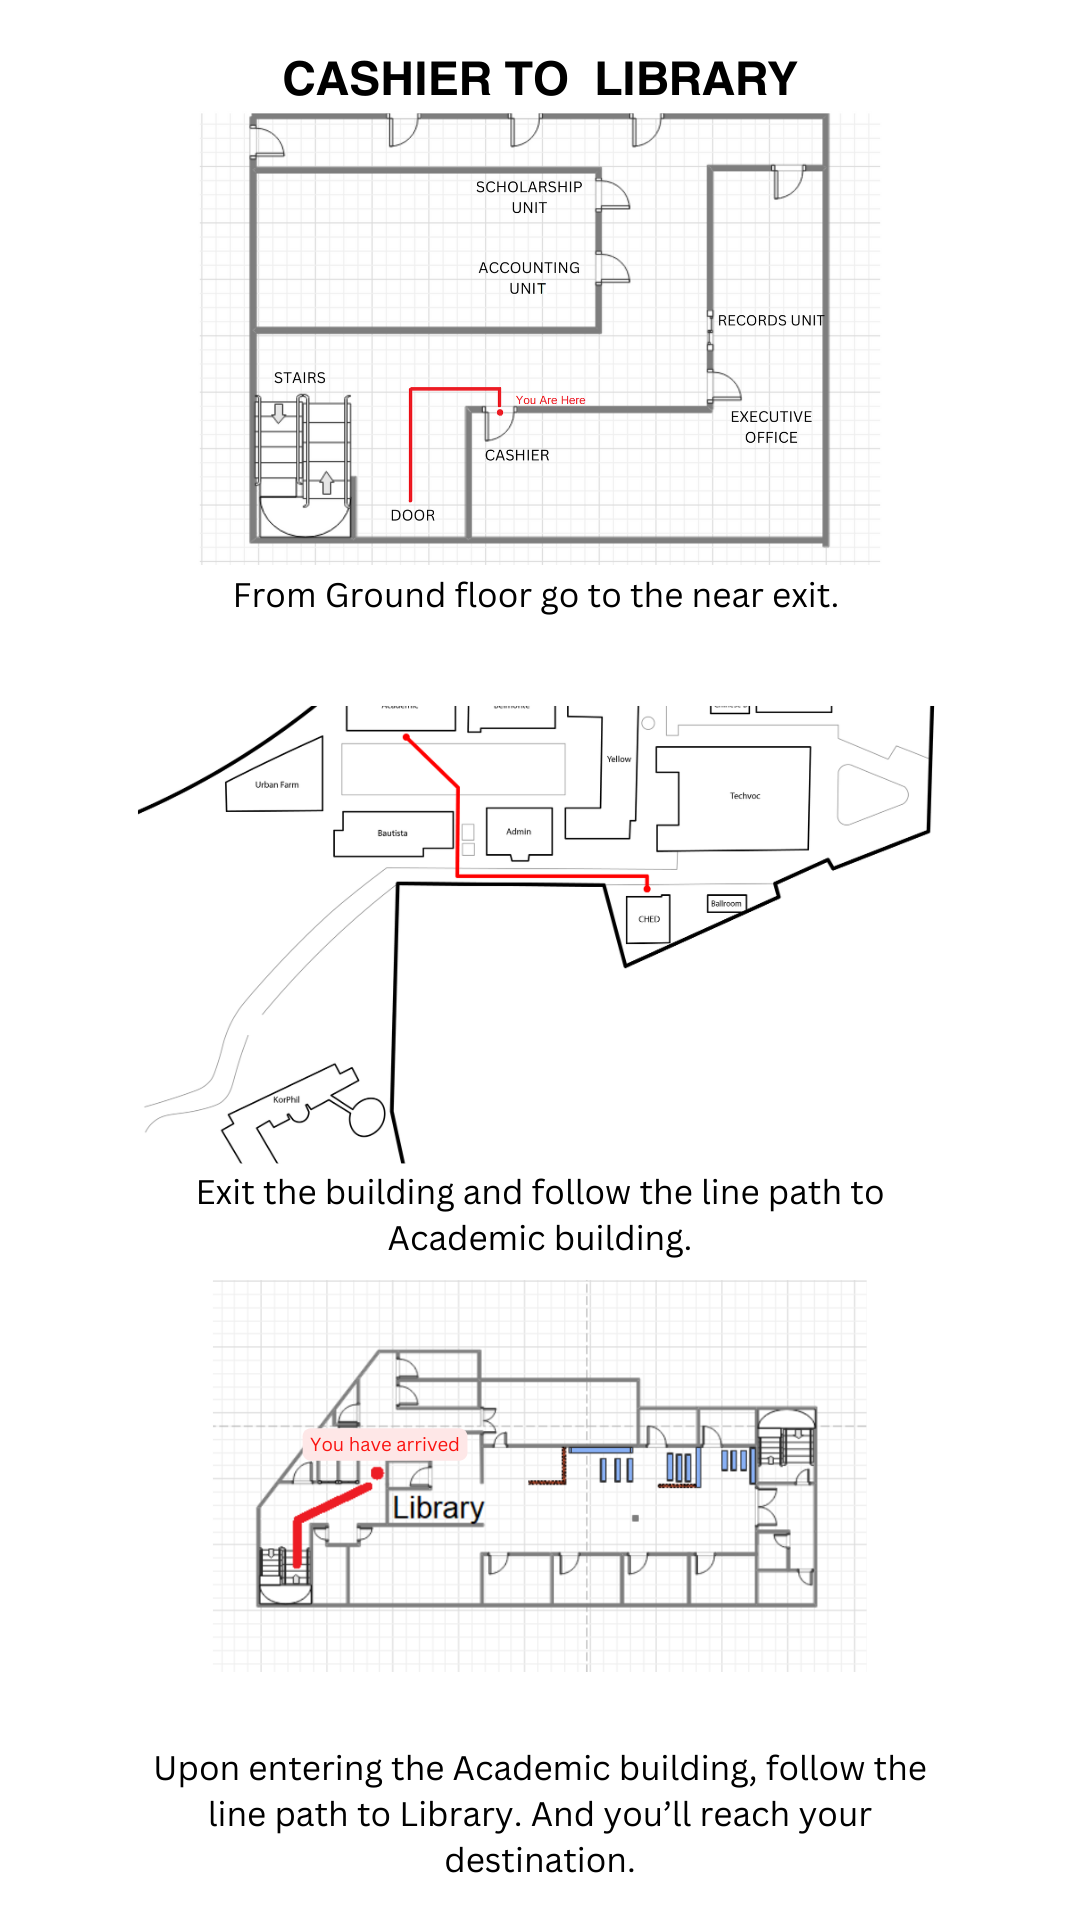 CASHIER TO LIBRARY
SCHOLARSHIP
UNIT
ACCOUNTING
UNIT
RECORDS UNIT
STAIRS
You Are Here
EXECUTIVE
OFFICE
CASHIER
DOOR
From Ground floor go to the near exit.
Academic
Belmonte
Yellow
Urban Farm
Techvoc
Bautista
Admin
Ballroom
CHED
KorPhil
Exit the building and follow the line path to
Academic building.
You have arrived
Library
Upon entering the Academic building, follow the
line path to Library. And you’ll reach your
destination.